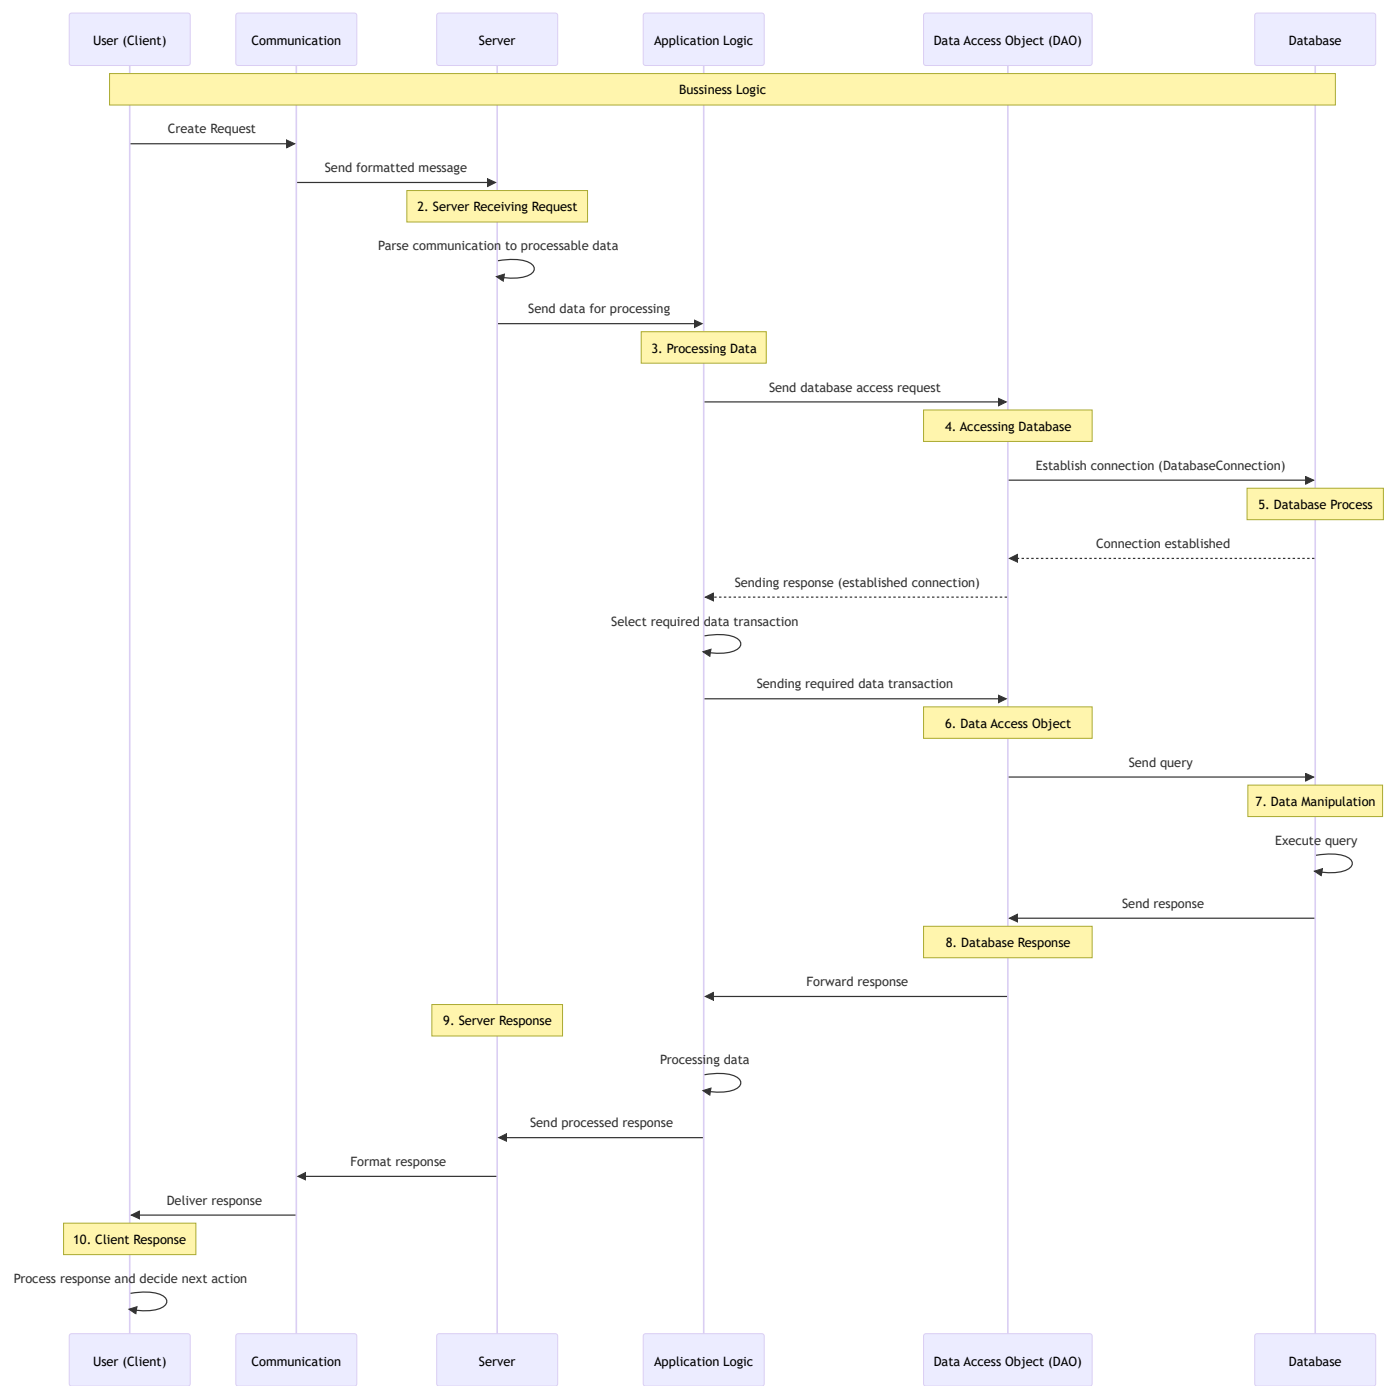 User (Client)
Communication
Server
Application Logic
Data Access Object (DAO)
Database
Bussiness Logic
Create Request
Send formatted message
2. Server Receiving Request
Parse communication to processable data
Send data for processing
3. Processing Data
Send database access request
4. Accessing Database
Establish connection (DatabaseConnection)
5. Database Process
Connection established
Sending response (established connection)
Select required data transaction
Sending required data transaction
6. Data Access Object
Send query
7. Data Manipulation
Execute query
Send response
8. Database Response
Forward response
9. Server Response
Processing data
Send processed response
Format response
Deliver response
10. Client Response
Process response and decide next action
User (Client)
Communication
Server
Application Logic
Data Access Object (DAO)
Database